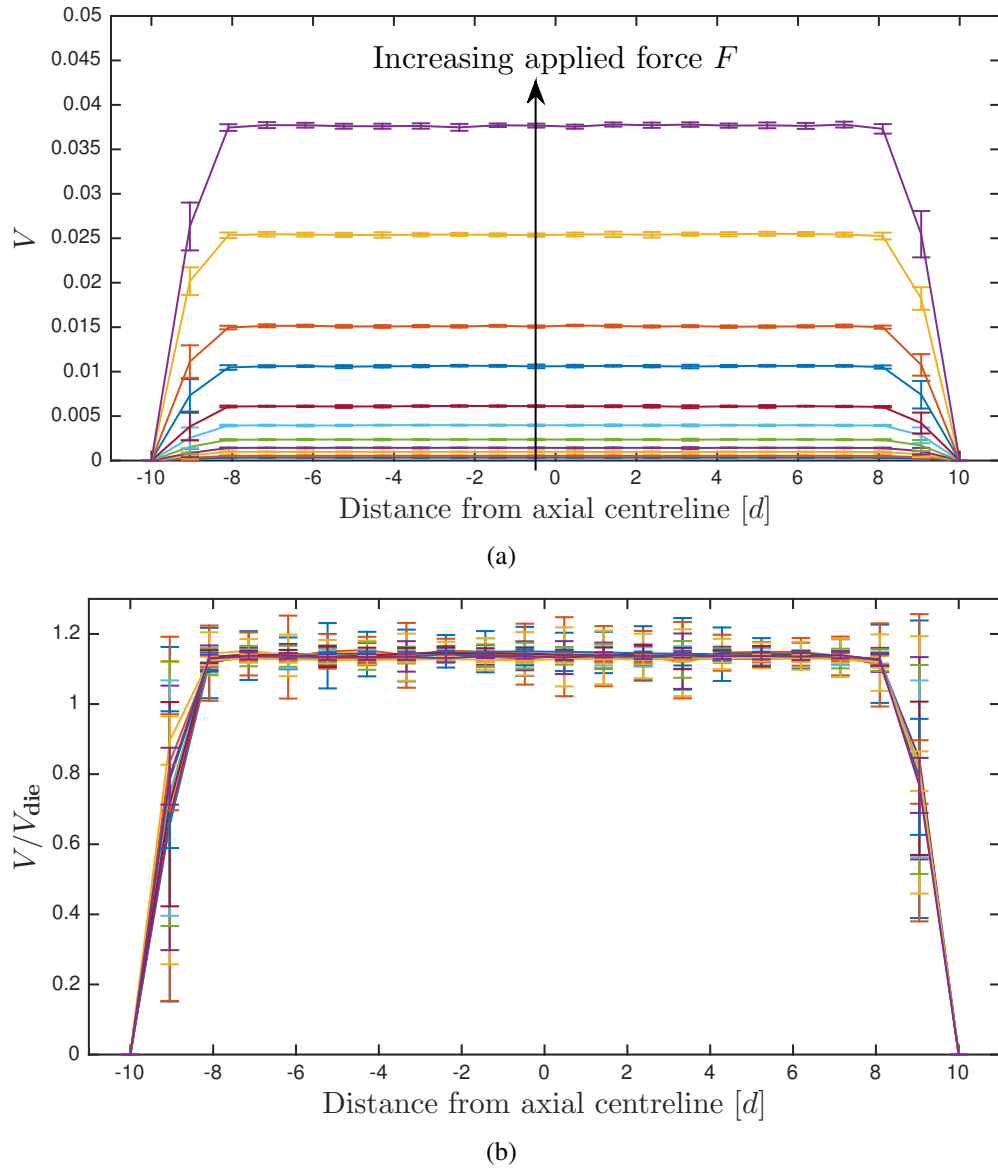 0.05
0.045
0.04
0.035
0.03
0.025
0.02
0.015
0.01
0.005
0
V
Increasing applied force F
-10 -8 -6 -4 -2 0 2 4 6 8 10
Distance from axial centreline [d]
(a)
1.2
1
0.8
0.6
0.4
0.2
0
V/V_die
-10 -8 -6 -4 -2 0 2 4 6 8 10
Distance from axial centreline [d]
(b)